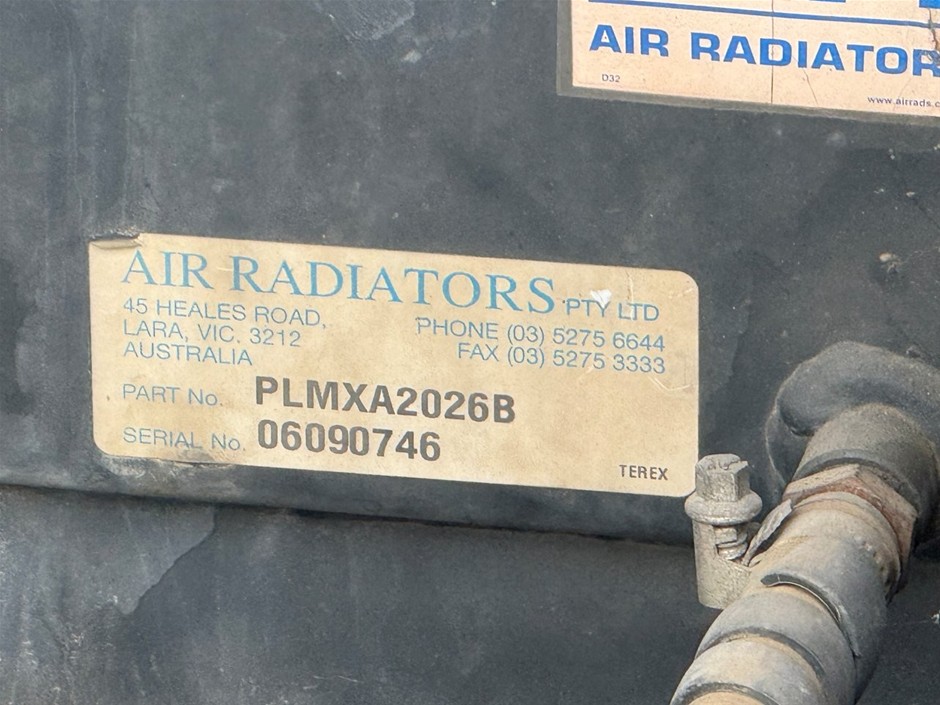 AIR RADIATOR
D32
www.airrads.c
AIR RADIATORS PTY LTD
45 HEALES ROAD,
LARA, VIC. 3212
AUSTRALIA
PHONE (03) 5275 6644
FAX (03) 5275 3333
PART No. PLMXA2026B
SERIAL No. 06090746
TEREX